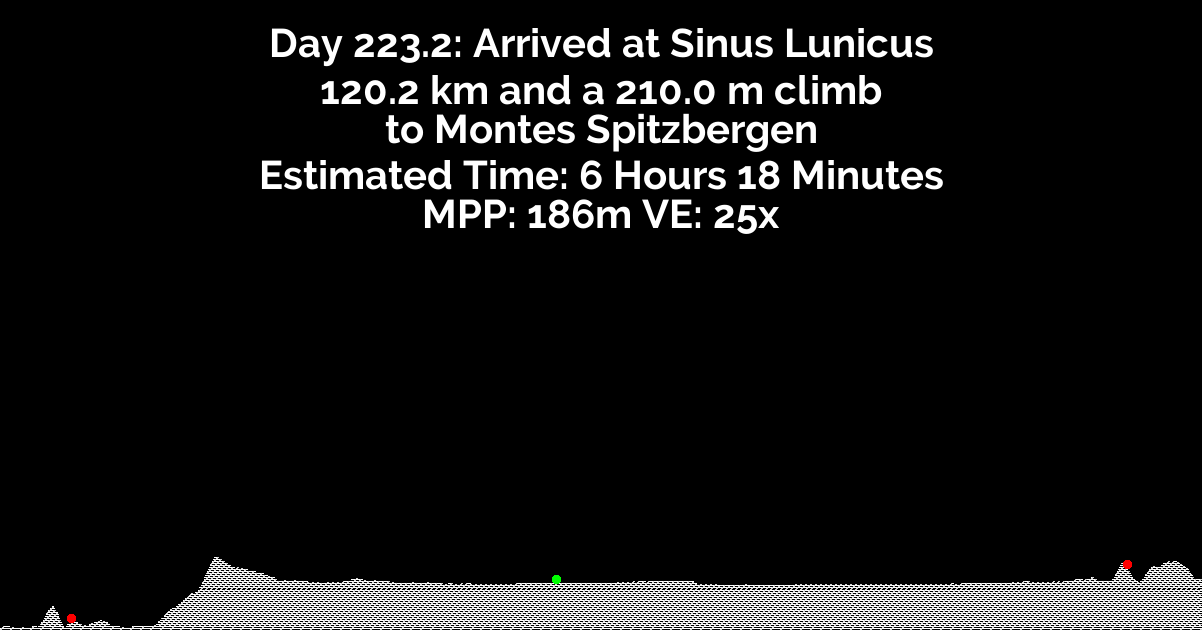 Day 223.2: Arrived at Sinus Lunicus
120.2 km and a 210.0 m climb
to Montes Spitzbergen
Estimated Time: 6 Hours 18 Minutes
MPP: 186m VE: 25x